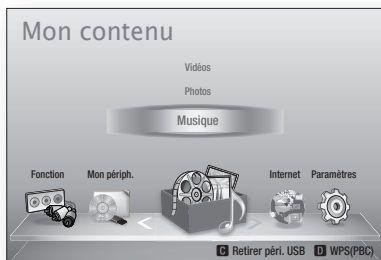 Mon contenu
Vidéos
Photos
Musique
Fonction Mon périph. Internet Paramètres
C Retirer péri. USB D WPS(PBC)